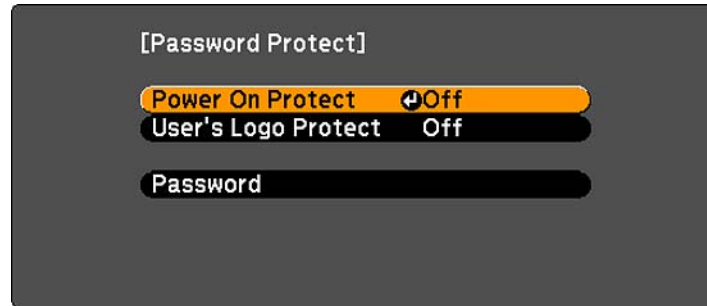 [Password Protect]
Power On Protect Off
User's Logo Protect Off
Password